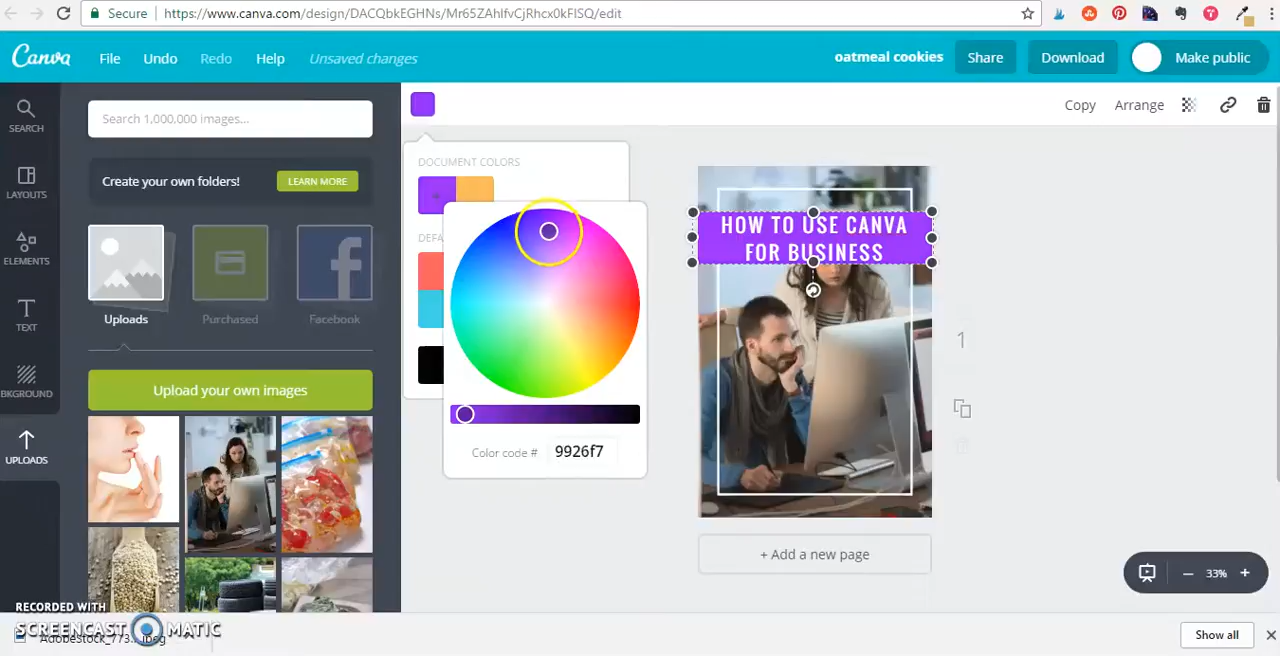 Secure
https://www.canva.com/design/DACQbkEGHNs/Mr65ZAhlfvCjRhcx0kFISQ/edit
Canva
File
Undo
Redo
Help
Unsaved changes
oatmeal cookies
Share
Download
Make public
SEARCH
LAYOUTS
ELEMENTS
TEXT
BKGROUND
UPLOADS
Search 1,000,000 images...
Create your own folders!
LEARN MORE
Uploads
Purchased
Facebook
Upload your own images
Copy
Arrange
DOCUMENT COLORS
DEFA
Color code #
9926f7
HOW TO USE CANVA
FOR BUSINESS
1
+ Add a new page
33%
RECORDED WITH
SCREENCAST MATIC
AdobeStock_773....jpeg
Show all